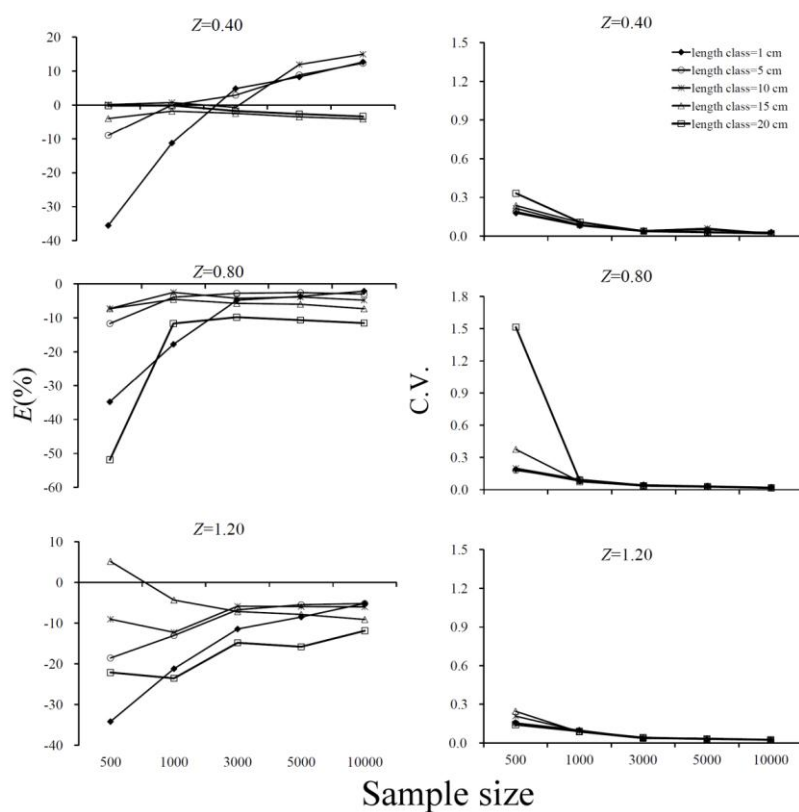 Z=0.40
20
10
0
-10
-20
-30
-40
Z=0.40
1.5
1.2
0.9
0.6
0.3
0.0
length class=1 cm
length class=5 cm
length class=10 cm
length class=15 cm
length class=20 cm
Z=0.80
0
-10
-20
-30
-40
-50
-60
E(%)
Z=0.80
1.8
1.5
1.2
0.9
0.6
0.3
0.0
C.V.
Z=1.20
10
0
-10
-20
-30
-40
500 1000 3000 5000 10000
Z=1.20
1.5
1.2
0.9
0.6
0.3
0.0
500 1000 3000 5000 10000
Sample size